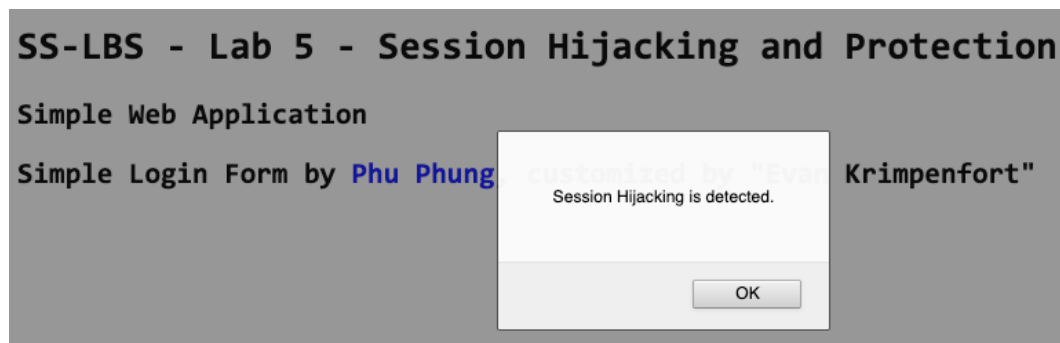 SS-LBS - Lab 5 - Session Hijacking and Protection
Simple Web Application
Simple Login Form by Phu Phung, customized by "Evan Krimpenfort"
Session Hijacking is detected.
OK